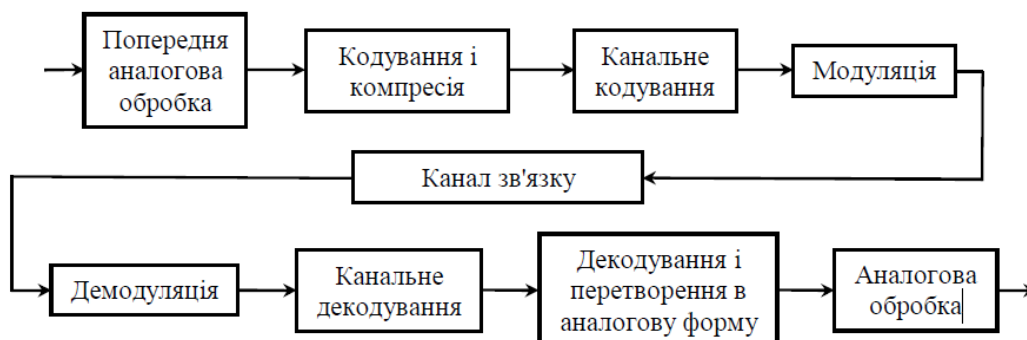 Попередня
аналогова
обробка
Кодування і
компресія
Канальне
кодування
Модуляція
Канал зв'язку
Демодуляція
Канальне
декодування
Декодування і
перетворення в
аналогову форму
Аналогова
обробка